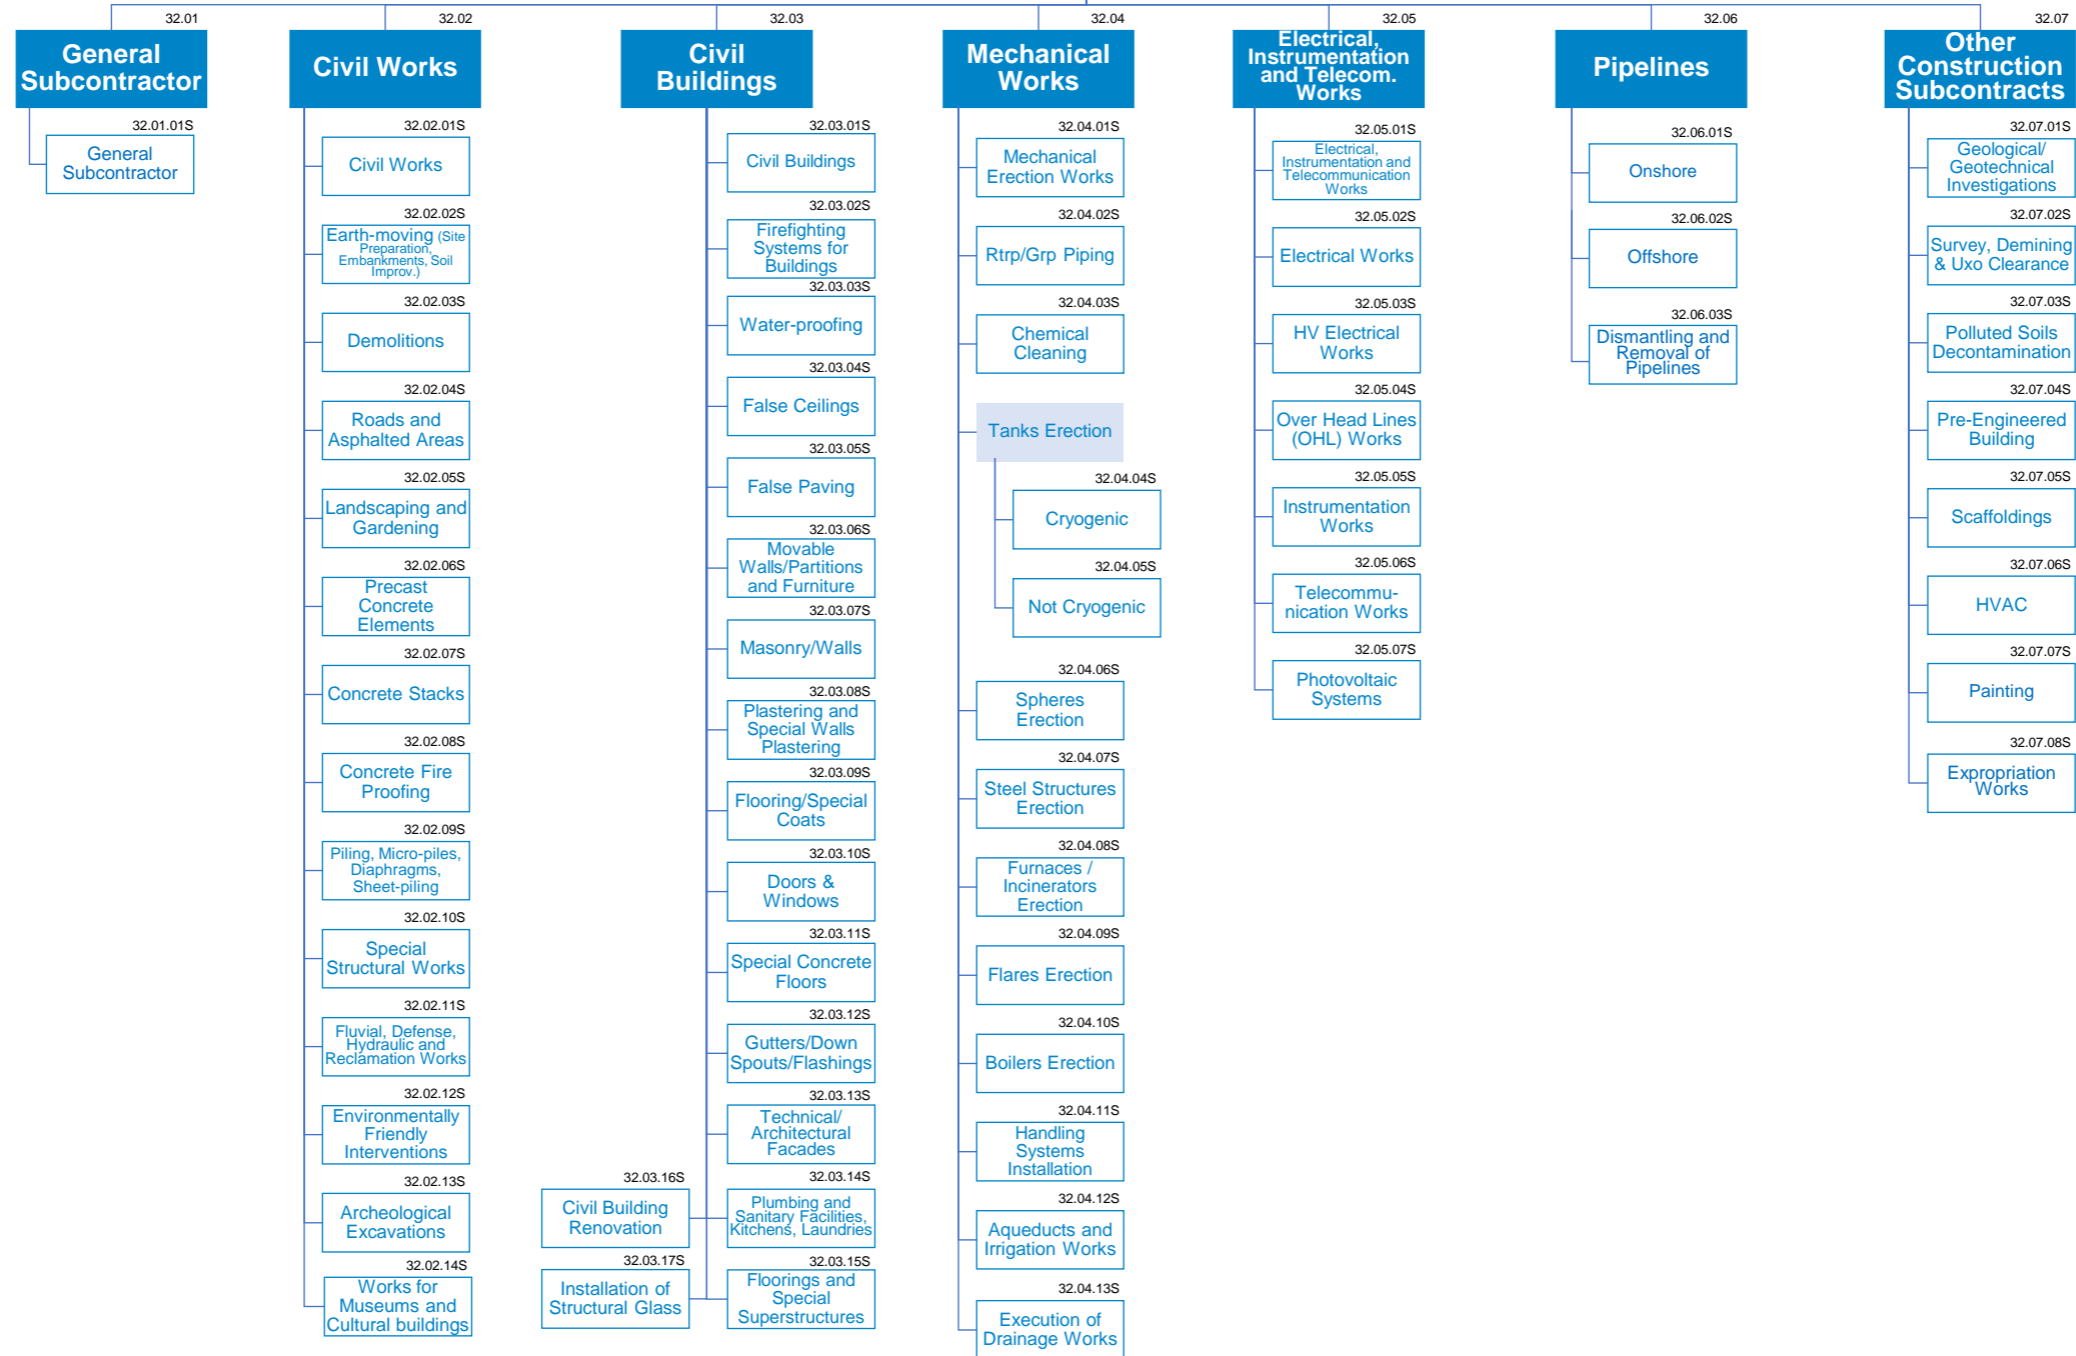 32.01
General
Subcontractor
32.01.01S
General
Subcontractor
32.02
Civil Works
32.02.01S
Civil Works
32.02.02S
Earth-moving (Site
Preparation,
Embankments, Soil
Improv.)
32.02.03S
Demolitions
32.02.04S
Roads and
Asphalted Areas
32.02.05S
Landscaping and
Gardening
32.02.06S
Precast
Concrete
Elements
32.02.07S
Concrete Stacks
32.02.08S
Concrete Fire
Proofing
32.02.09S
Piling, Micro-piles,
Diaphragms,
Sheet-piling
32.02.10S
Special
Structural Works
32.02.11S
Fluvial, Defense,
Hydraulic and
Reclamation Works
32.02.12S
Environmentally
Friendly
Interventions
32.02.13S
Archeological
Excavations
32.02.14S
Works for
Museums and
Cultural buildings
32.03
Civil
Buildings
32.03.01S
Civil Buildings
32.03.02S
Firefighting
Systems for
Buildings
32.03.03S
Water-proofing
32.03.04S
False Ceilings
32.03.05S
False Paving
32.03.06S
Movable
Walls/Partitions
and Furniture
32.03.07S
Masonry/Walls
32.03.08S
Plastering and
Special Walls
Plastering
32.03.09S
Flooring/Special
Coats
32.03.10S
Doors &
Windows
32.03.11S
Special Concrete
Floors
32.03.12S
Gutters/Down
Spouts/Flashings
32.03.13S
Technical/
Architectural
Facades
32.03.14S
Plumbing and
Sanitary Facilities,
Kitchens, Laundries
32.03.15S
Floorings and
Special
Superstructures
32.03.16S
Civil Building
Renovation
32.03.17S
Installation of
Structural Glass
32.04
Mechanical
Works
32.04.01S
Mechanical
Erection Works
32.04.02S
Rtrp/Grp Piping
32.04.03S
Chemical
Cleaning
Tanks Erection
32.04.04S
Cryogenic
32.04.05S
Not Cryogenic
32.04.06S
Spheres
Erection
32.04.07S
Steel Structures
Erection
32.04.08S
Furnaces /
Incinerators
Erection
32.04.09S
Flares Erection
32.04.10S
Boilers Erection
32.04.11S
Handling
Systems
Installation
32.04.12S
Aqueducts and
Irrigation Works
32.04.13S
Execution of
Drainage Works
32.05
Electrical,
Instrumentation
and Telecom.
Works
32.05.01S
Electrical,
Instrumentation and
Telecommunication
Works
32.05.02S
Electrical Works
32.05.03S
HV Electrical
Works
32.05.04S
Over Head Lines
(OHL) Works
32.05.05S
Instrumentation
Works
32.05.06S
Telecommu-
nication Works
32.05.07S
Photovoltaic
Systems
32.06
Pipelines
32.06.01S
Onshore
32.06.02S
Offshore
32.06.03S
Dismantling and
Removal of
Pipelines
32.07
Other
Construction
Subcontracts
32.07.01S
Geological/
Geotechnical
Investigations
32.07.02S
Survey, Demining
& Uxo Clearance
32.07.03S
Polluted Soils
Decontamination
32.07.04S
Pre-Engineered
Building
32.07.05S
Scaffoldings
32.07.06S
HVAC
32.07.07S
Painting
32.07.08S
Expropriation
Works